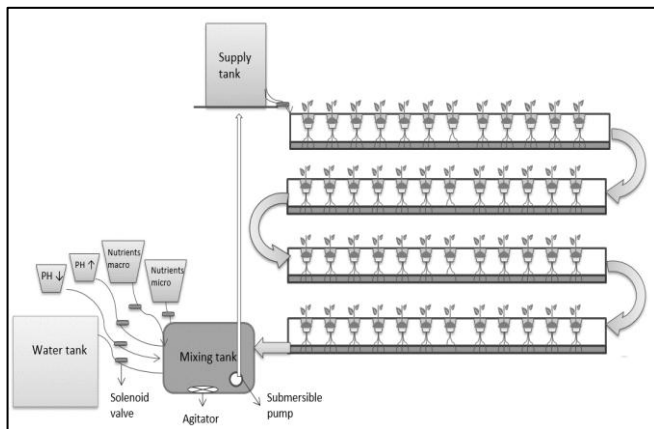 Supply
tank
PH ↓
PH ↑
Nutrients
macro
Nutrients
micro
Water tank
Mixing tank
Solenoid
valve
Agitator
Submersible
pump